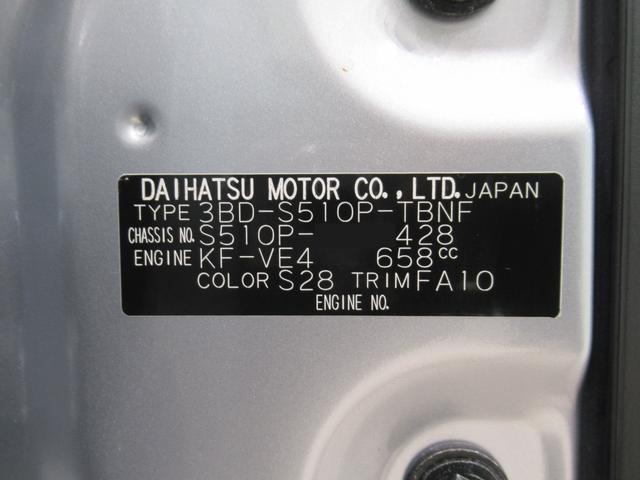 DAIHATSU MOTOR CO.,LTD. JAPAN
TYPE 3BD-S510P-TBNF
CHASSIS NO. S510P- 428
ENGINE KF-VE4 658cc
COLOR S28 TRIM FA10
ENGINE NO.